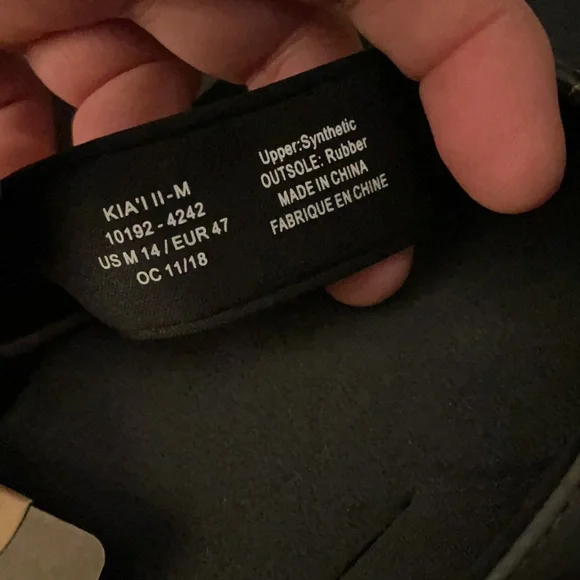 KIA'I II-M
10192-4242
US M 14 / EUR 47
OC 11/18
Upper:Synthetic
OUTSOLE: Rubber
MADE IN CHINA
FABRIQUE EN CHINE